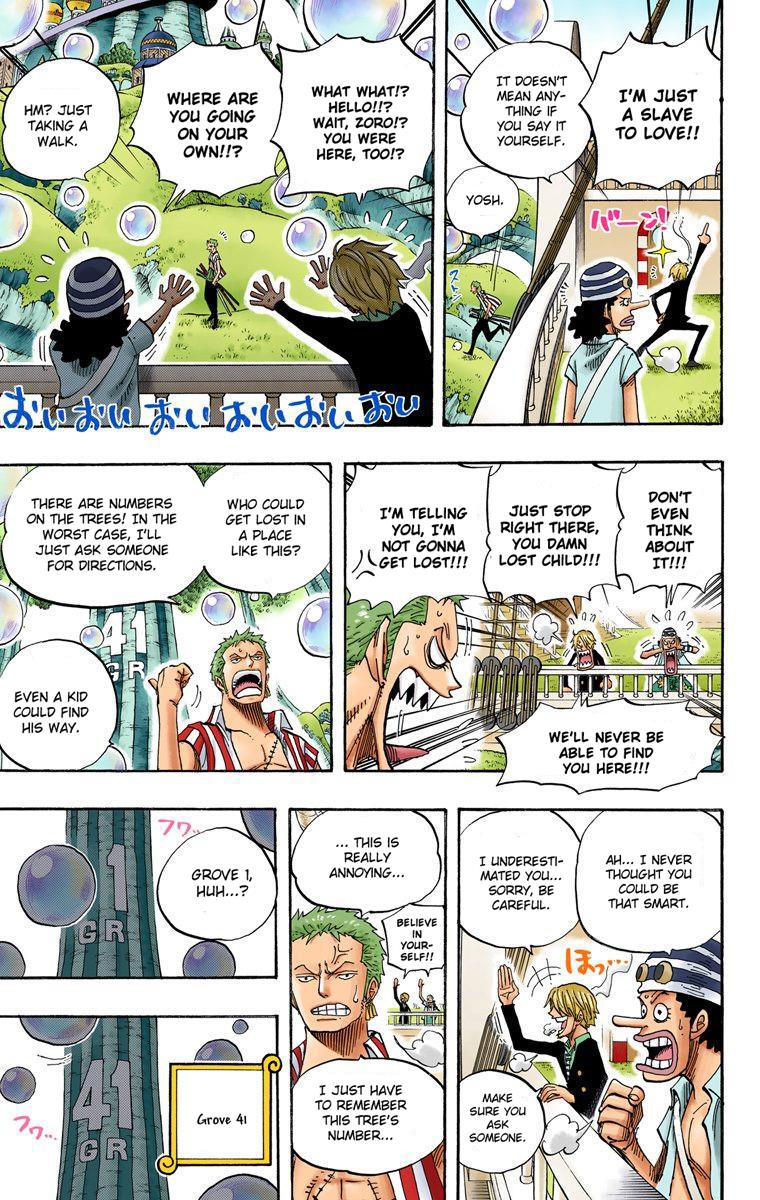 I'M JUST
A SLAVE
TO LOVE!!
IT DOESN'T
MEAN ANY-
THING IF
YOU SAY IT
YOURSELF.
YOSH.
バーン!
ストン
WHAT WHAT!?
HELLO!!?
WAIT, ZORO!?
YOU WERE
HERE, TOO!?
WHERE ARE
YOU GOING
ON YOUR
OWN!!?
HM? JUST
TAKING A
WALK.
おいおい おい おいおいおい
DON'T
EVEN
THINK
ABOUT
IT!!!
JUST STOP
RIGHT THERE,
YOU DAMN
LOST CHILD!!!
I'M TELLING
YOU, I'M
NOT GONNA
GET LOST!!!
WE'LL NEVER BE
ABLE TO FIND
YOU HERE!!!
WHO COULD
GET LOST IN
A PLACE
LIKE THIS?
THERE ARE NUMBERS
ON THE TREES! IN THE
WORST CASE, I'LL
JUST ASK SOMEONE
FOR DIRECTIONS.
41
GR
EVEN A KID
COULD FIND
HIS WAY.
AH... I NEVER
THOUGHT YOU
COULD BE
THAT SMART.
I UNDERESTI-
MATED YOU...
SORRY, BE
CAREFUL.
ほっ…
MAKE
SURE YOU
ASK
SOMEONE.
... THIS IS
REALLY
ANNOYING...
BELIEVE
IN
YOUR-
SELF!!
I JUST HAVE
TO REMEMBER
THIS TREE'S
NUMBER...
フワ…
GROVE 1,
HUH...?
1
GR
41
GR
Grove 41
フワ…